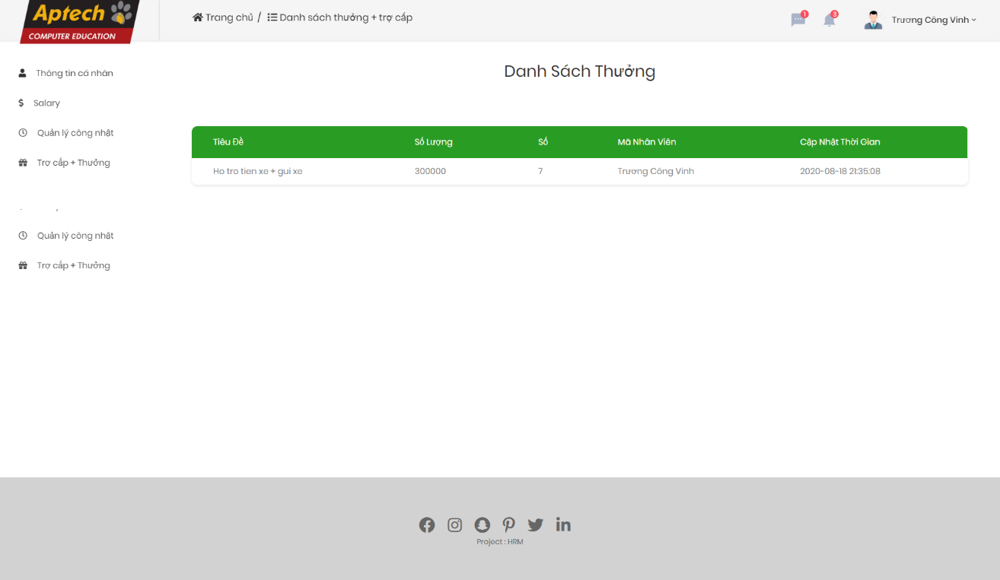 Aptech
COMPUTER EDUCATION
Trang chủ / Danh sách thưởng + trợ cấp
1
3
Trương Công Vinh
Thông tin cá nhân
Salary
Quản lý công nhật
Trợ cấp + Thưởng
Quản lý công nhật
Trợ cấp + Thưởng
Danh Sách Thưởng
Tiêu Đề Số Lượng Số Mã Nhân Viên Cập Nhật Thời Gian
Ho tro tien xe + gui xe 300000 7 Trương Công Vinh 2020-08-18 21:35:08
Project : HRM